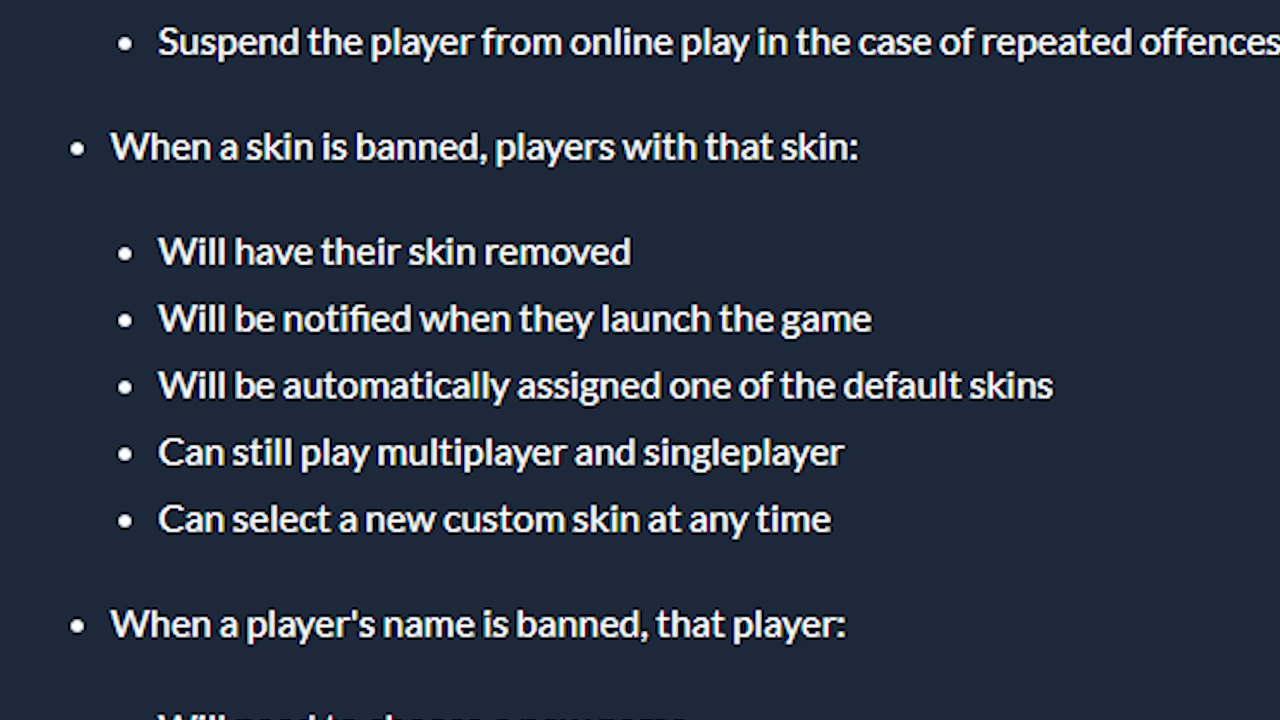 Suspend the player from online play in the case of repeated offences
When a skin is banned, players with that skin:
Will have their skin removed
Will be notified when they launch the game
Will be automatically assigned one of the default skins
Can still play multiplayer and singleplayer
Can select a new custom skin at any time
When a player's name is banned, that player: